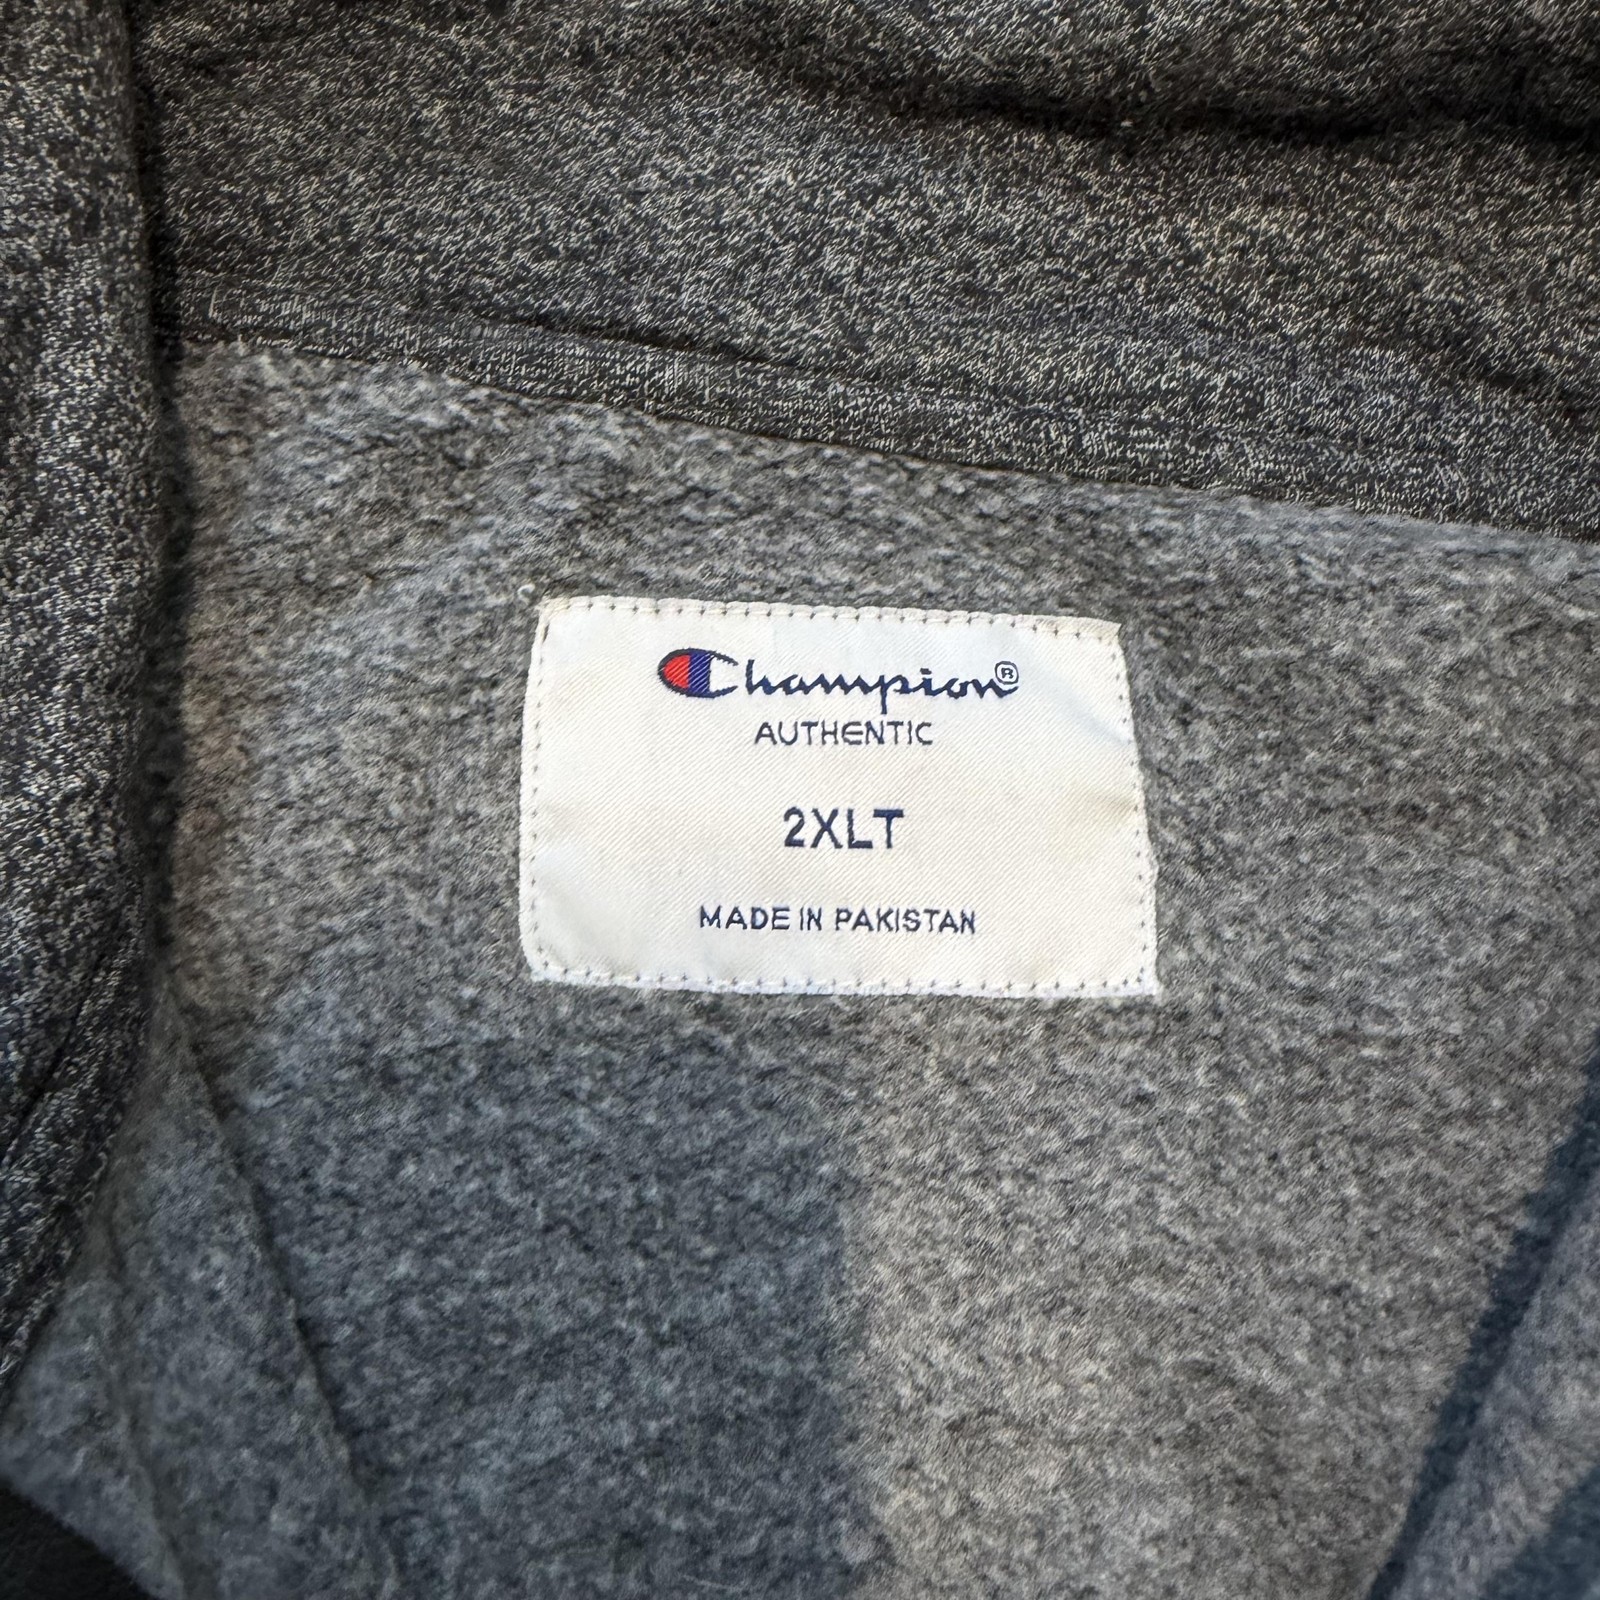 Champion®
AUTHENTIC
2XLT
MADE IN PAKISTAN